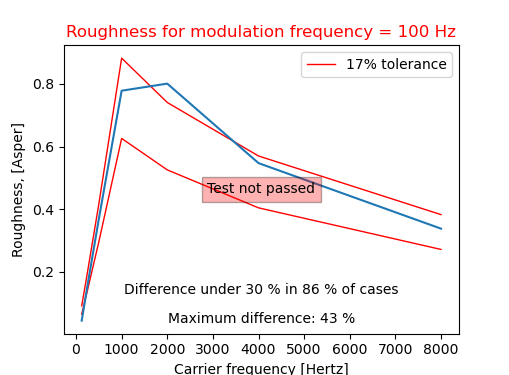 Roughness for modulation frequency = 100 Hz
17% tolerance
0.8
0.6
0.4
0.2
Roughness, [Asper]
Test not passed
Difference under 30 % in 86 % of cases
Maximum difference: 43 %
0 1000 2000 3000 4000 5000 6000 7000 8000
Carrier frequency [Hertz]